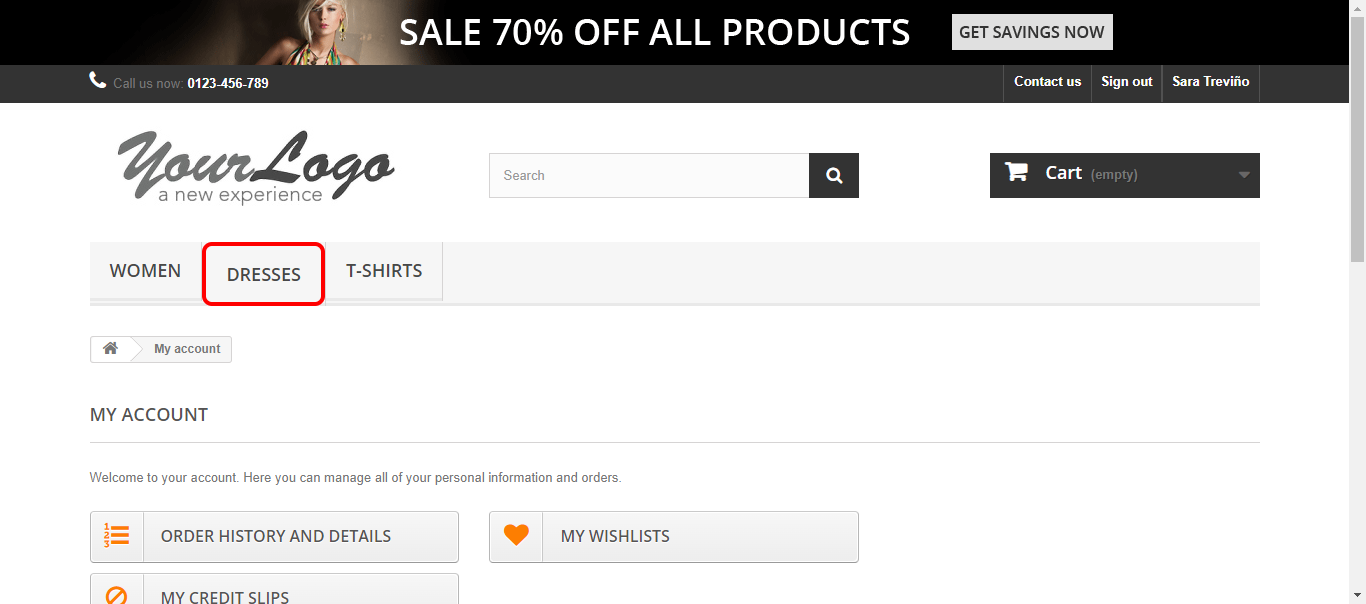 SALE 70% OFF ALL PRODUCTS GET SAVINGS NOW
Call us now: 0123-456-789 Contact us Sign out Sara Treviño
YourLogo
a new experience
Search
Cart (empty)
WOMEN DRESSES T-SHIRTS
My account
MY ACCOUNT
Welcome to your account. Here you can manage all of your personal information and orders.
1 2 3 ORDER HISTORY AND DETAILS MY WISHLISTS
MY CREDIT SLIPS